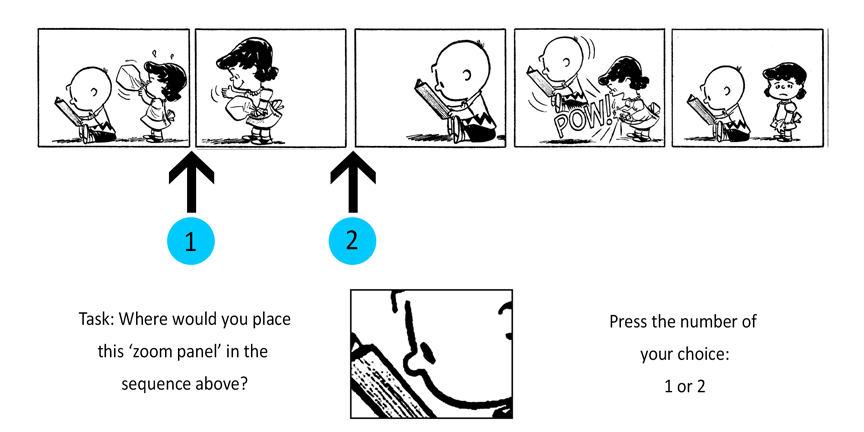 POW!
1
2
Task: Where would you place
this ‘zoom panel’ in the
sequence above?
Press the number of
your choice:
1 or 2